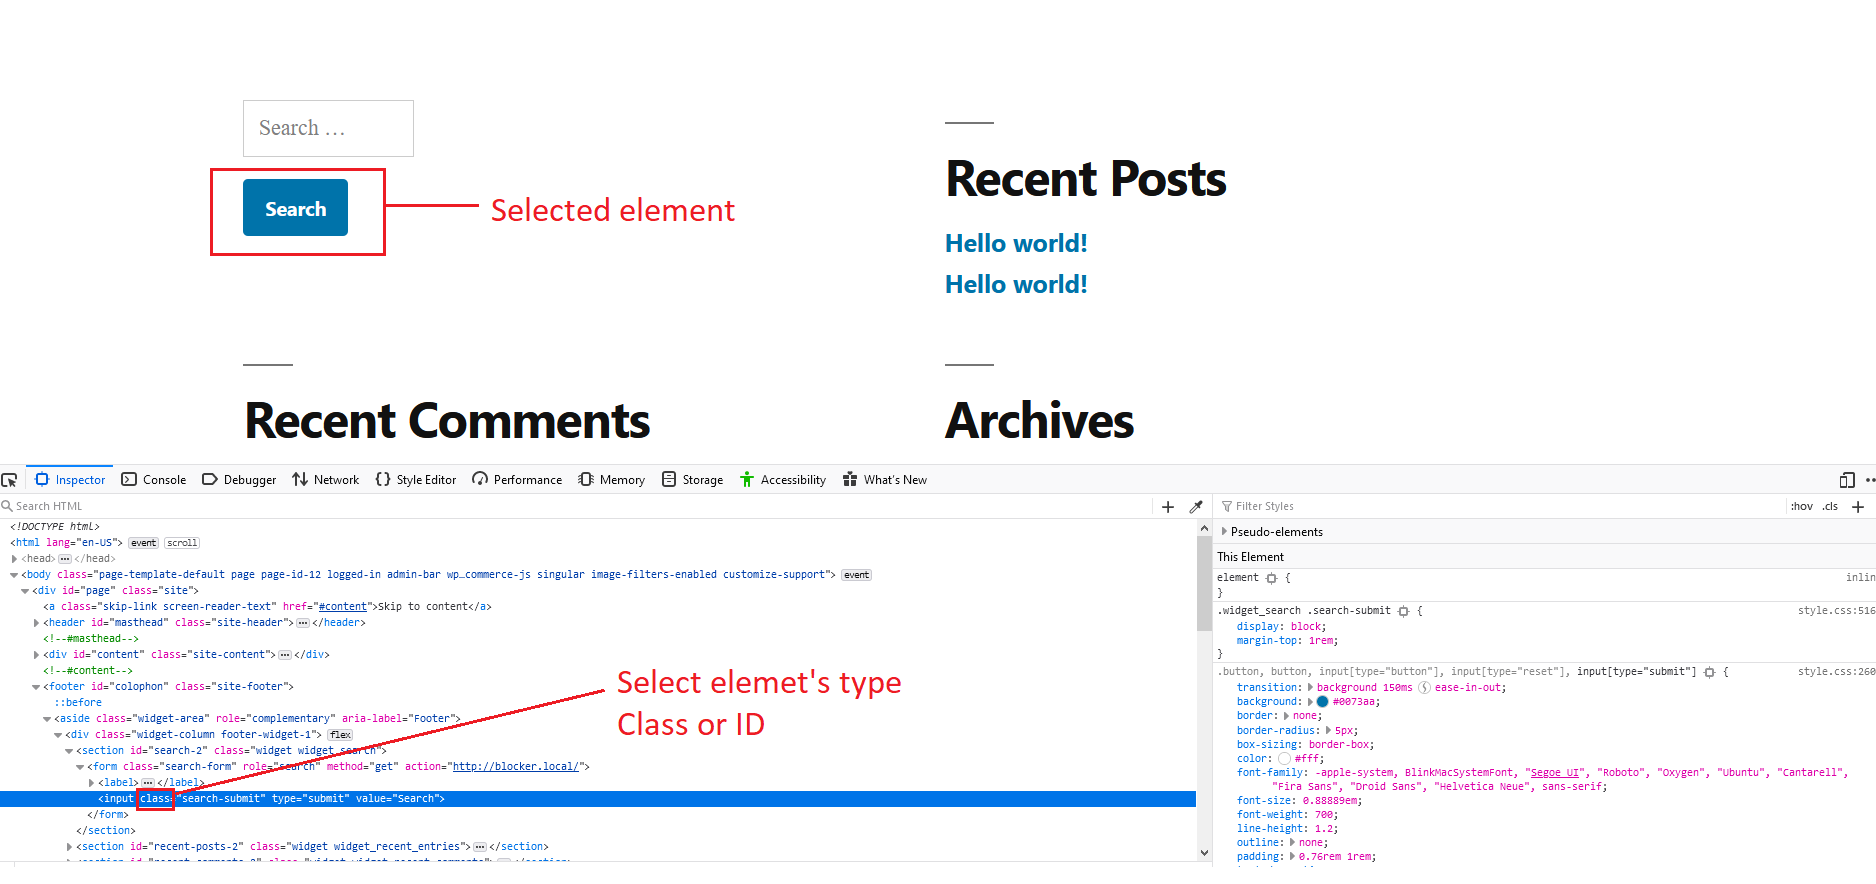 Search …
Search
Selected element
Recent Posts
Hello world!
Hello world!
Recent Comments
Archives
Inspector Console Debugger Network Style Editor Performance Memory Storage Accessibility What's New
Search HTML
<!DOCTYPE html>
<html lang="en-US"> event scroll
<head> ••• </head>
<body class="page-template-default page page-id-12 logged-in admin-bar wp_commerce-js singular image-filters-enabled customize-support"> event
<div id="page" class="site">
<a class="skip-link screen-reader-text" href="#content">Skip to content</a>
<header id="masthead" class="site-header"> ••• </header>
<!--#masthead-->
<div id="content" class="site-content"> ••• </div>
<!--#content-->
<footer id="colophon" class="site-footer">
::before
<aside class="widget-area" role="complementary" aria-label="Footer">
<div class="widget-column footer-widget-1"> flex
<section id="search-2" class="widget widget_search">
<form class="search-form" role="search" method="get" action="http://blocker.local/">
<label> ••• </label>
<input class="search-submit" type="submit" value="Search">
</form>
</section>
<section id="recent-posts-2" class="widget widget_recent_entries"> ••• </section>
<section id="recent-comments-2" class="widget widget_recent_comments"> ••• </section>
Select elemet's type
Class or ID
Filter Styles :hov .cls
Pseudo-elements
This Element
element { inlin
}
.widget_search .search-submit { style.css:516
display: block;
margin-top: 1rem;
}
.button, button, input[type="button"], input[type="reset"], input[type="submit"] { style.css:260
transition: background 150ms ease-in-out;
background: #0073aa;
border: none;
border-radius: 5px;
box-sizing: border-box;
color: #fff;
font-family: -apple-system, BlinkMacSystemFont, "Segoe UI", "Roboto", "Oxygen", "Ubuntu", "Cantarell",
"Fira Sans", "Droid Sans", "Helvetica Neue", sans-serif;
font-size: 0.88889em;
font-weight: 700;
line-height: 1.2;
outline: none;
padding: 0.76rem 1rem;